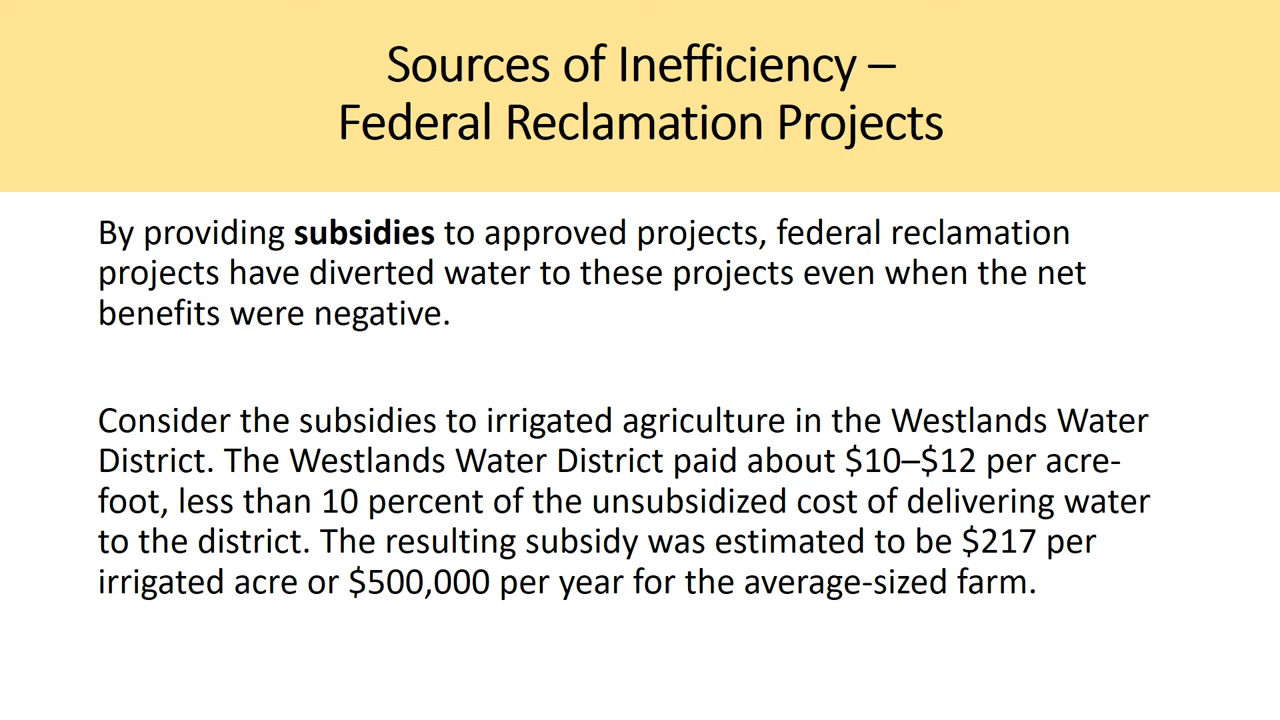 Sources of Inefficiency –
Federal Reclamation Projects
By providing subsidies to approved projects, federal reclamation
projects have diverted water to these projects even when the net
benefits were negative.
Consider the subsidies to irrigated agriculture in the Westlands Water
District. The Westlands Water District paid about $10–$12 per acre-
foot, less than 10 percent of the unsubsidized cost of delivering water
to the district. The resulting subsidy was estimated to be $217 per
irrigated acre or $500,000 per year for the average-sized farm.